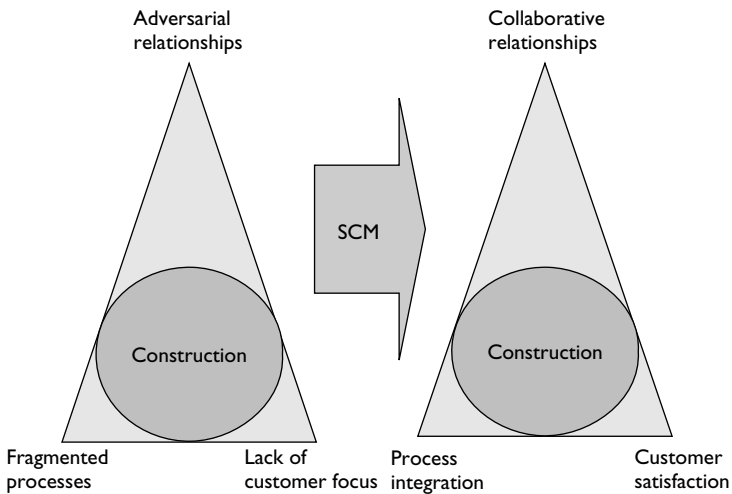 Adversarial
relationships
Collaborative
relationships
SCM
Construction
Construction
Fragmented
processes
Lack of
customer focus
Process
integration
Customer
satisfaction